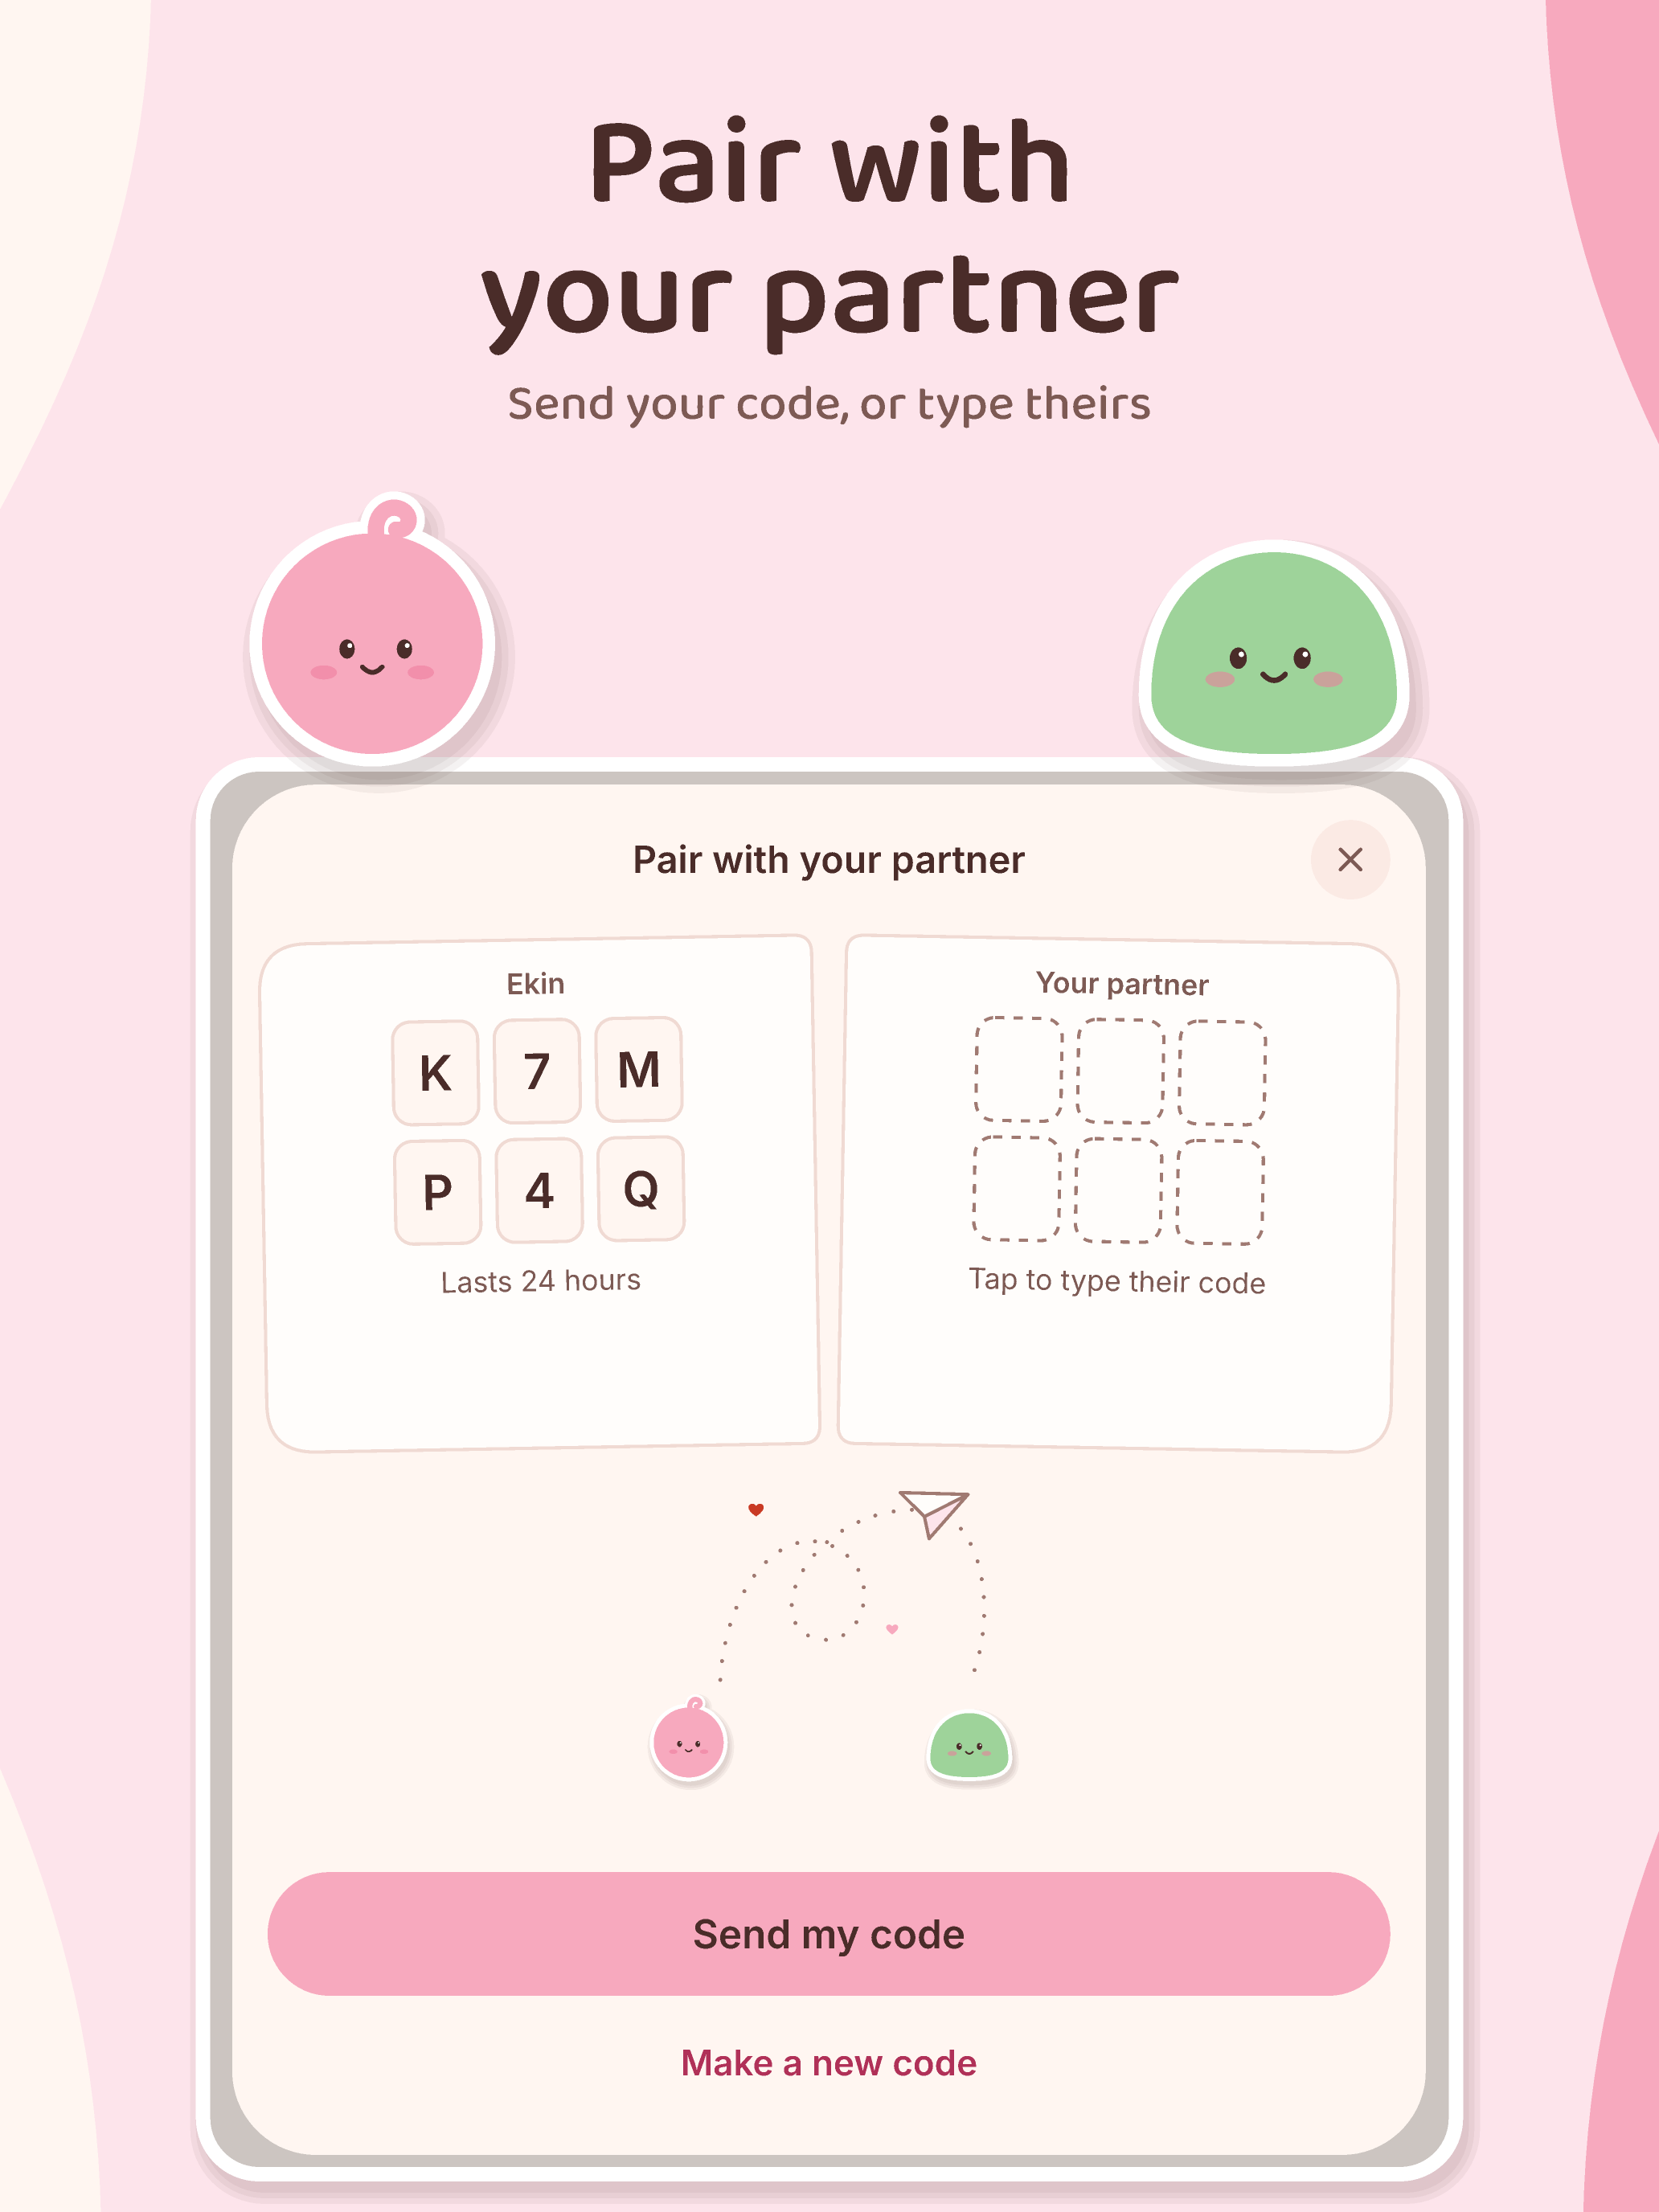 Pair with
your partner
Send your code, or type theirs
Pair with your partner
Ekin
K 7 M
P 4 Q
Lasts 24 hours
Your partner
Tap to type their code
Send my code
Make a new code